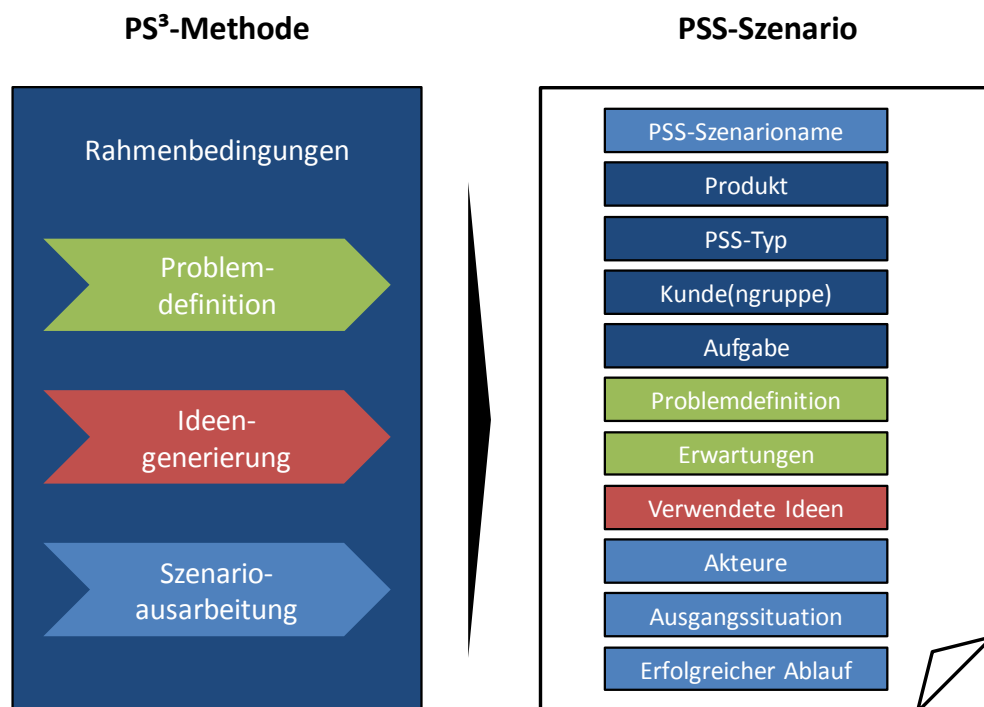 PS³-Methode
Rahmenbedingungen
Problem-
definition
Ideen-
generierung
Szenario-
ausarbeitung
PSS-Szenario
PSS-Szenarioname
Produkt
PSS-Typ
Kunde(ngruppe)
Aufgabe
Problemdefinition
Erwartungen
Verwendete Ideen
Akteure
Ausgangssituation
Erfolgreicher Ablauf